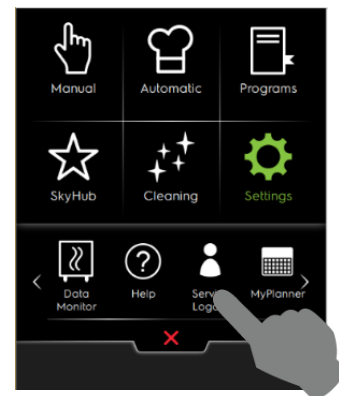 Manual Automatic Programs
SkyHub Cleaning Settings
Data Help MyPlanner
Monitor